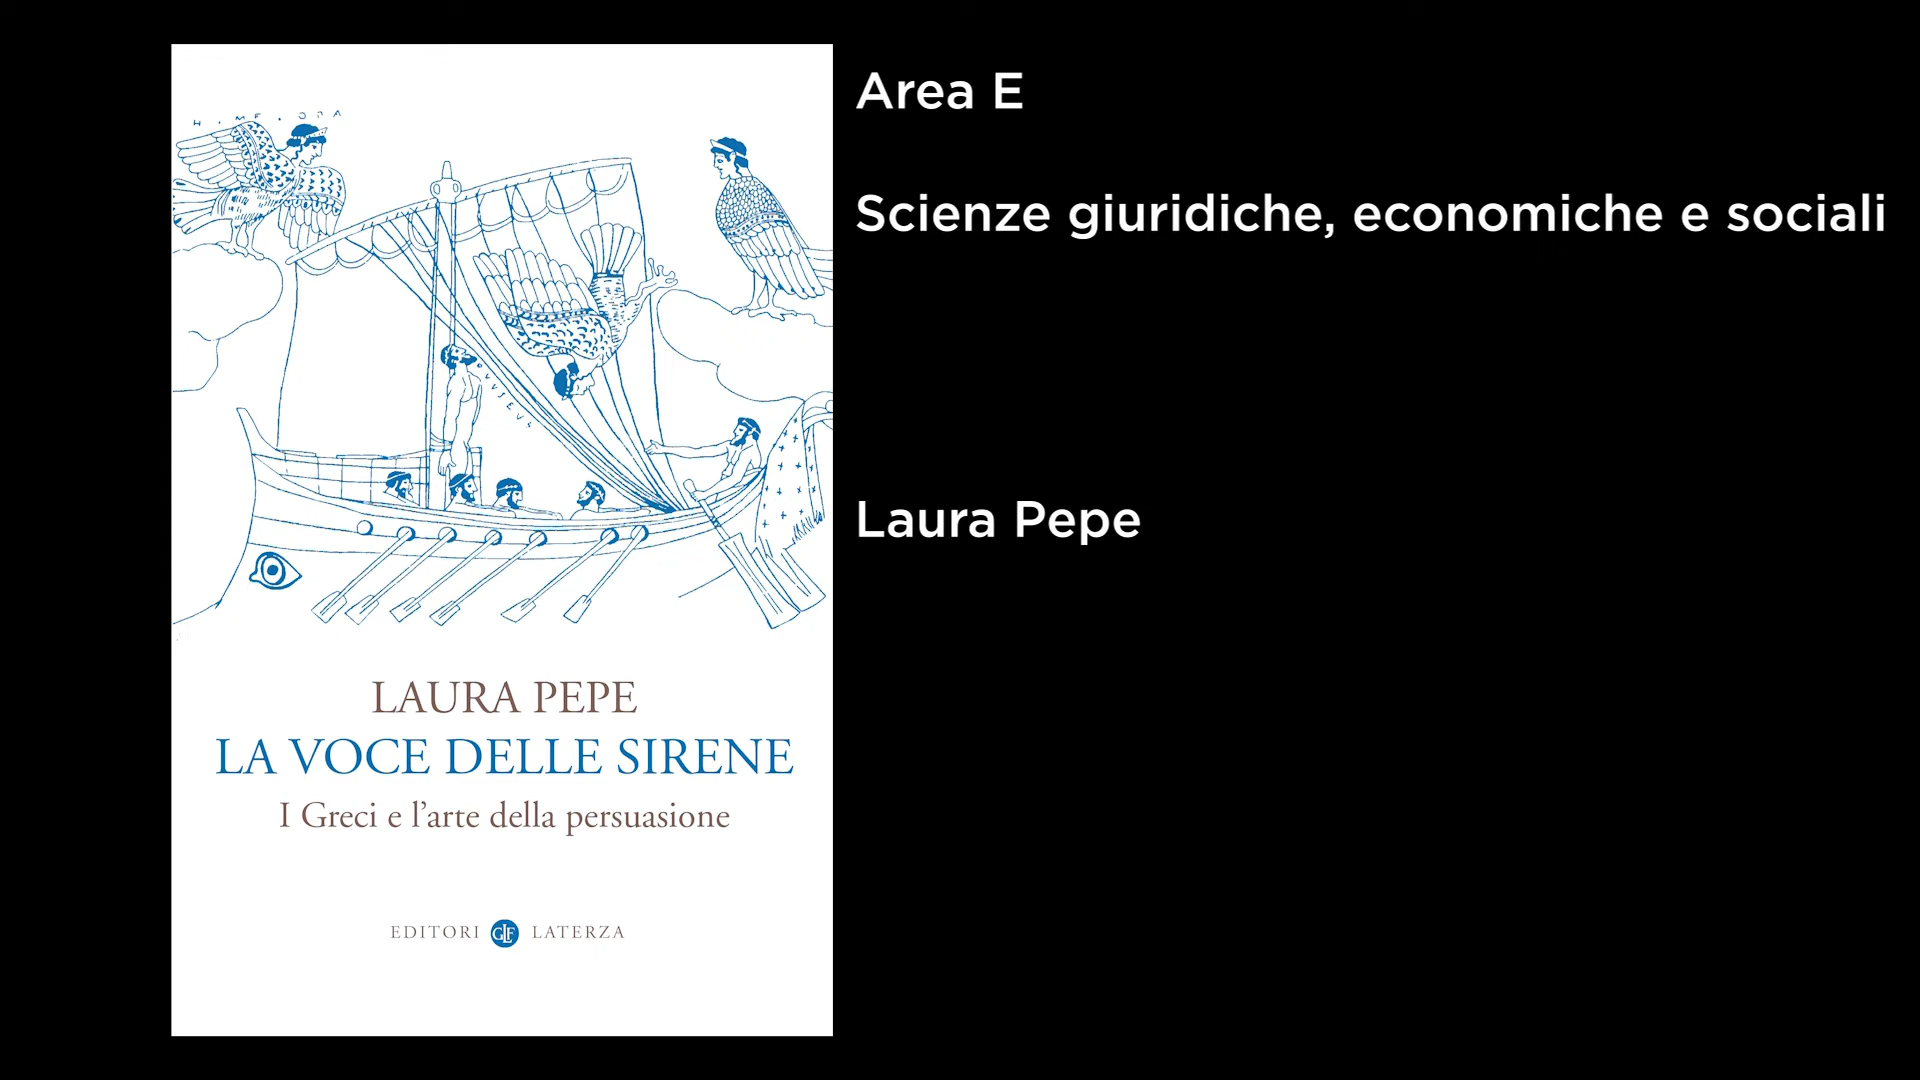 LAURA PEPE
LA VOCE DELLE SIRENE
I Greci e l'arte della persuasione
EDITORI GLF LATERZA
Area E
Scienze giuridiche, economiche e sociali
Laura Pepe